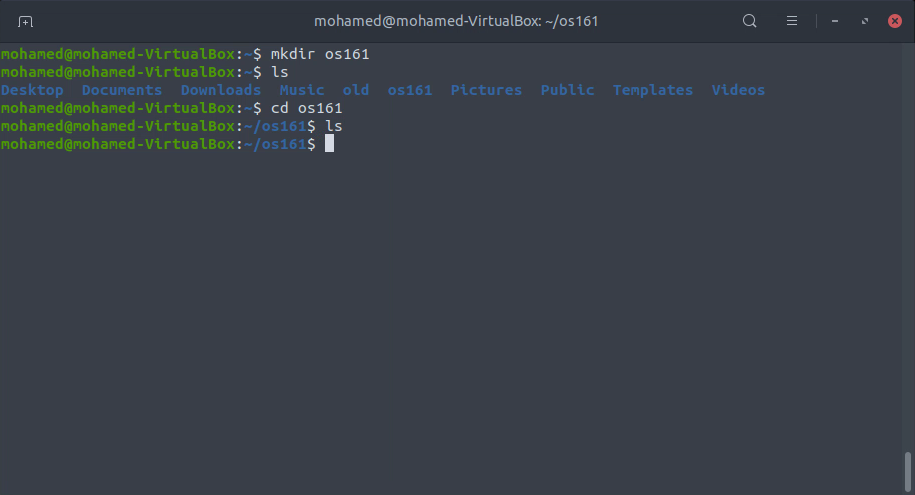 mohamed@mohamed-VirtualBox: ~/os161
mohamed@mohamed-VirtualBox:~$ mkdir os161
mohamed@mohamed-VirtualBox:~$ ls
Desktop  Documents  Downloads  Music  old  os161  Pictures  Public  Templates  Videos
mohamed@mohamed-VirtualBox:~$ cd os161
mohamed@mohamed-VirtualBox:~/os161$ ls
mohamed@mohamed-VirtualBox:~/os161$